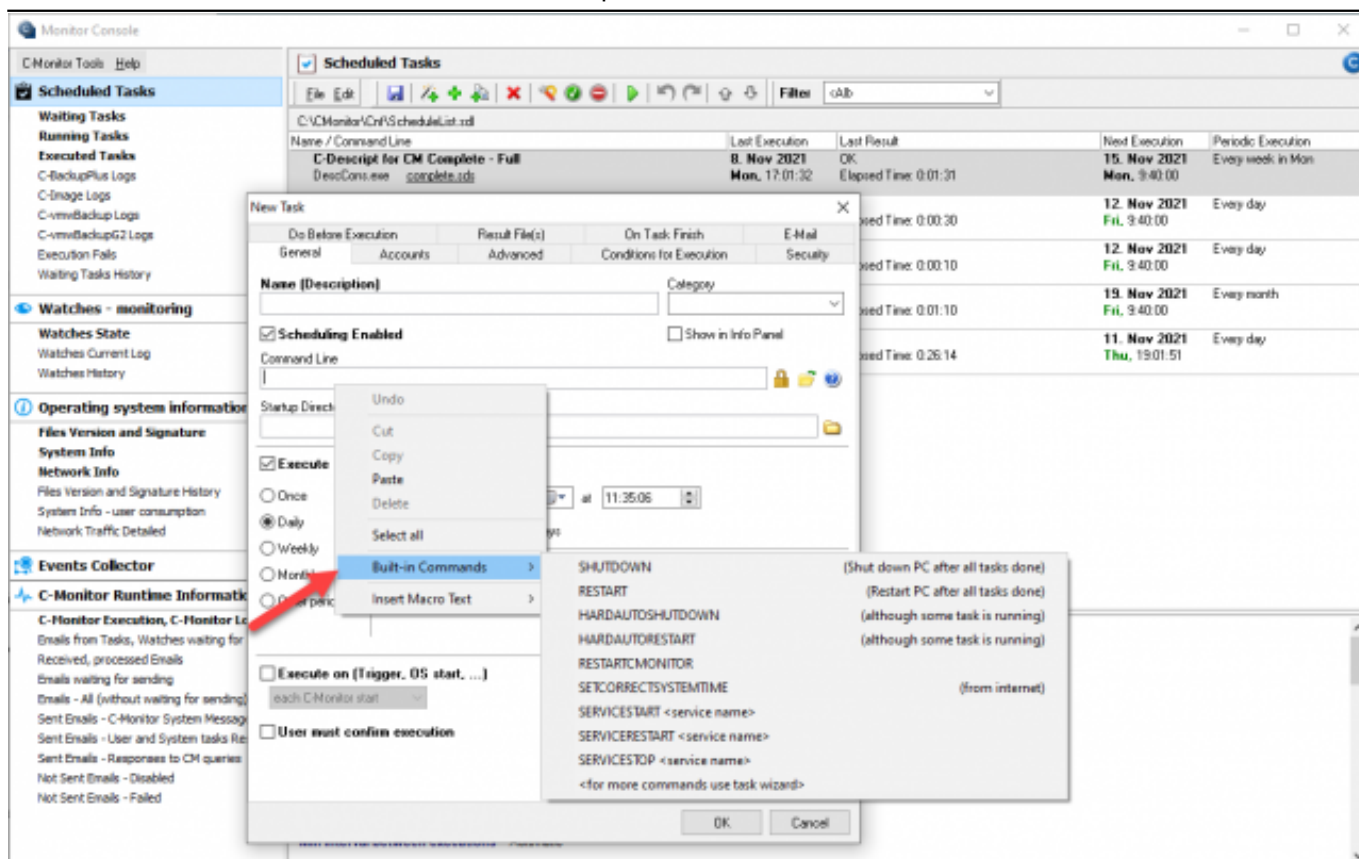 Monitor Console
C-Monitor Tools Help
Scheduled Tasks
Waiting Tasks
Running Tasks
Executed Tasks
C-BackupPlus Logs
C-Image Logs
C-vmwBackup Logs
C-vmwBackupG2 Logs
Execution Fails
Waiting Tasks History
Watches - monitoring
Watches State
Watches Current Log
Watches History
Operating system information
Files Version and Signature
System Info
Network Info
Files Version and Signature History
System Info - user consumption
Network Traffic Detailed
Events Collector
C-Monitor Runtime Informatic
C-Monitor Execution, C-Monitor Lo
Emails from Tasks, Watches waiting for
Received, processed Emails
Emails waiting for sending
Emails - All (without waiting for sending)
Sent Emails - C-Monitor System Message
Sent Emails - User and System tasks Re
Sent Emails - Responses to CM queries
Not Sent Emails - Disabled
Not Sent Emails - Failed
Scheduled Tasks
File Edit Filter <All>
C:\CMonitor\Cnf\ScheduleList.xdl
Name / Command Line Last Execution Last Result Next Execution Periodic Execution
C-Descript for CM Complete - Full 8. Nov 2021 OK 15. Nov 2021 Every week in Mon
DescCons.exe complete.sds Mon, 17:01:32 Elapsed Time: 0:01:31 Mon, 9:40:00
12. Nov 2021 Every day
psed Time: 0:00:30 Fri, 9:40:00
12. Nov 2021 Every day
psed Time: 0:00:10 Fri, 9:40:00
19. Nov 2021 Every month
psed Time: 0:01:10 Fri, 9:40:00
11. Nov 2021 Every day
psed Time: 0:26:14 Thu, 19:01:51
New Task
Do Before Execution Result File(s) On Task Finish E-Mail
General Accounts Advanced Conditions for Execution Security
Name (Description) Category
Scheduling Enabled Show in Info Panel
Command Line
Startup Direct
Execute
Once at 11:35:06
Daily
Weekly
Monthl
Other peri
Execute on (Trigger, OS start, ...)
each C-Monitor start
User must confirm execution
OK Cancel
Undo
Cut
Copy
Paste
Delete
Select all
Built-in Commands
Insert Macro Text
SHUTDOWN (Shut down PC after all tasks done)
RESTART (Restart PC after all tasks done)
HARDAUTOSHUTDOWN (although some task is running)
HARDAUTORESTART (although some task is running)
RESTARTCMONITOR
SETCORRECTSYSTEMTIME (from internet)
SERVICESTART <service name>
SERVICERESTART <service name>
SERVICESTOP <service name>
<for more commands use task wizard>